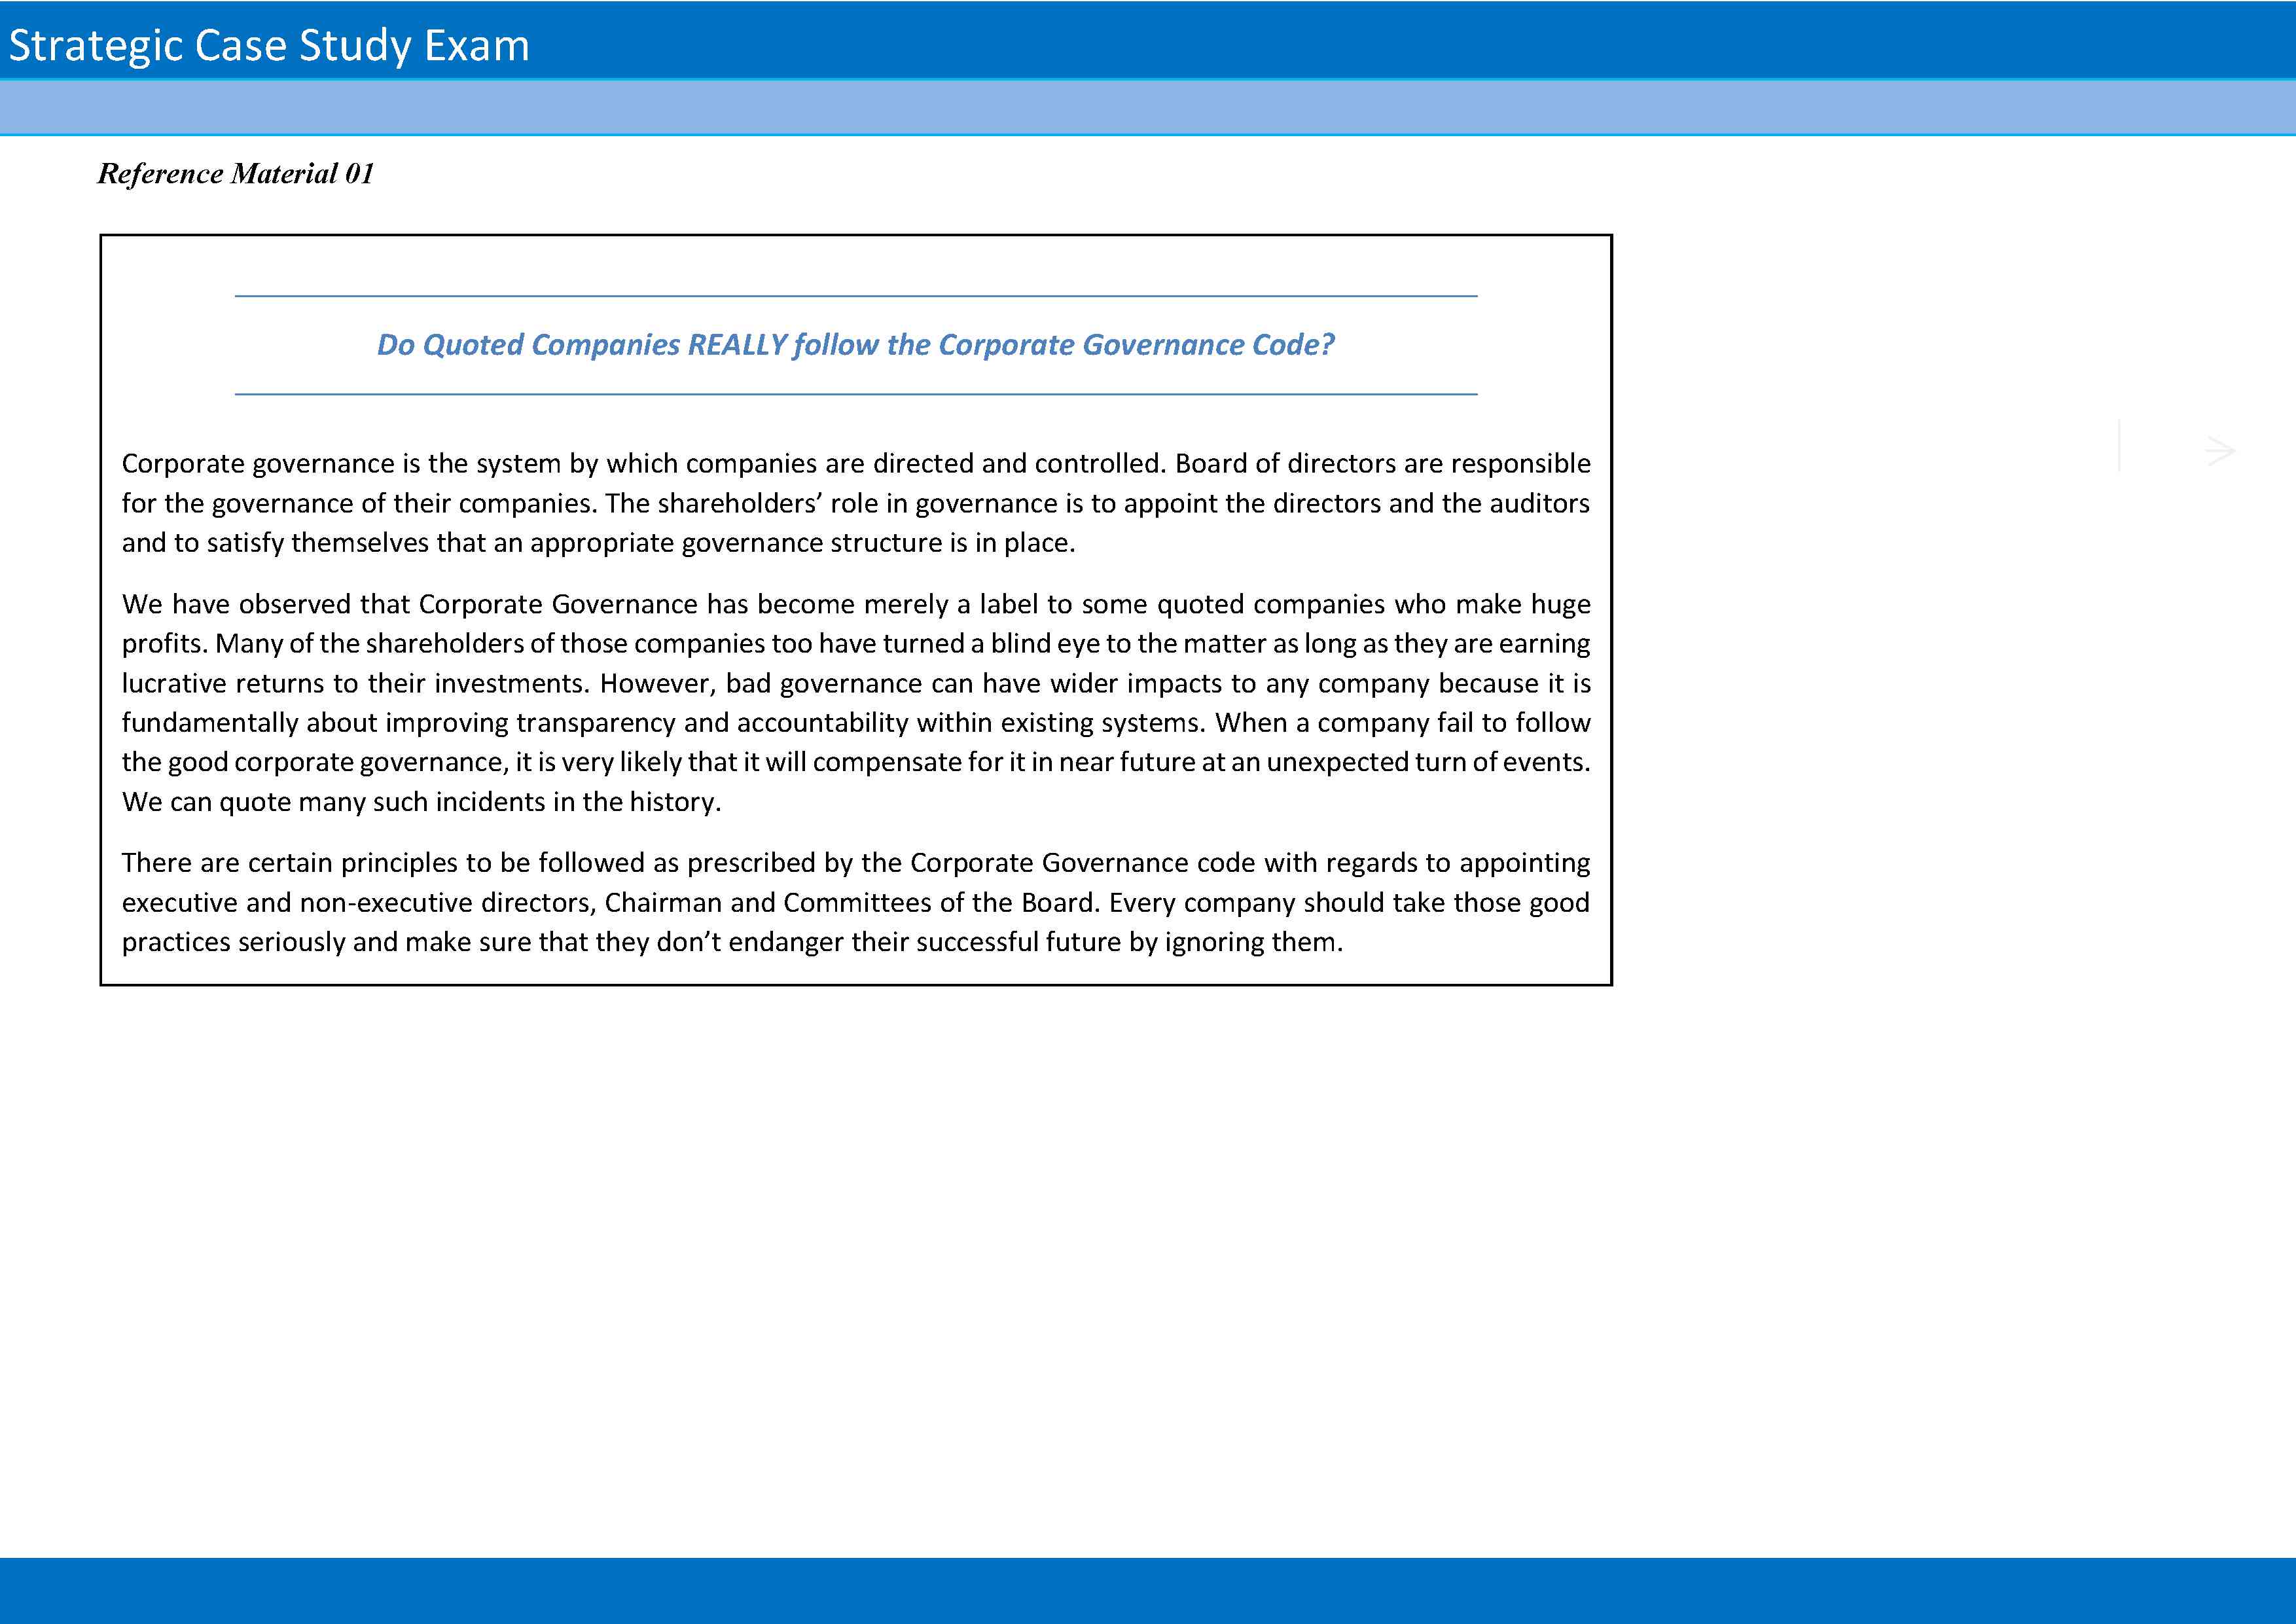 Strategic Case Study Exam
Reference Material 01
Do Quoted Companies REALLY follow the Corporate Governance Code?
Corporate governance is the system by which companies are directed and controlled. Board of directors are responsible
for the governance of their companies. The shareholders’ role in governance is to appoint the directors and the auditors
and to satisfy themselves that an appropriate governance structure is in place.
We have observed that Corporate Governance has become merely a label to some quoted companies who make huge
profits. Many of the shareholders of those companies too have turned a blind eye to the matter as long as they are earning
lucrative returns to their investments. However, bad governance can have wider impacts to any company because it is
fundamentally about improving transparency and accountability within existing systems. When a company fail to follow
the good corporate governance, it is very likely that it will compensate for it in near future at an unexpected turn of events.
We can quote many such incidents in the history.
There are certain principles to be followed as prescribed by the Corporate Governance code with regards to appointing
executive and non-executive directors, Chairman and Committees of the Board. Every company should take those good
practices seriously and make sure that they don’t endanger their successful future by ignoring them.